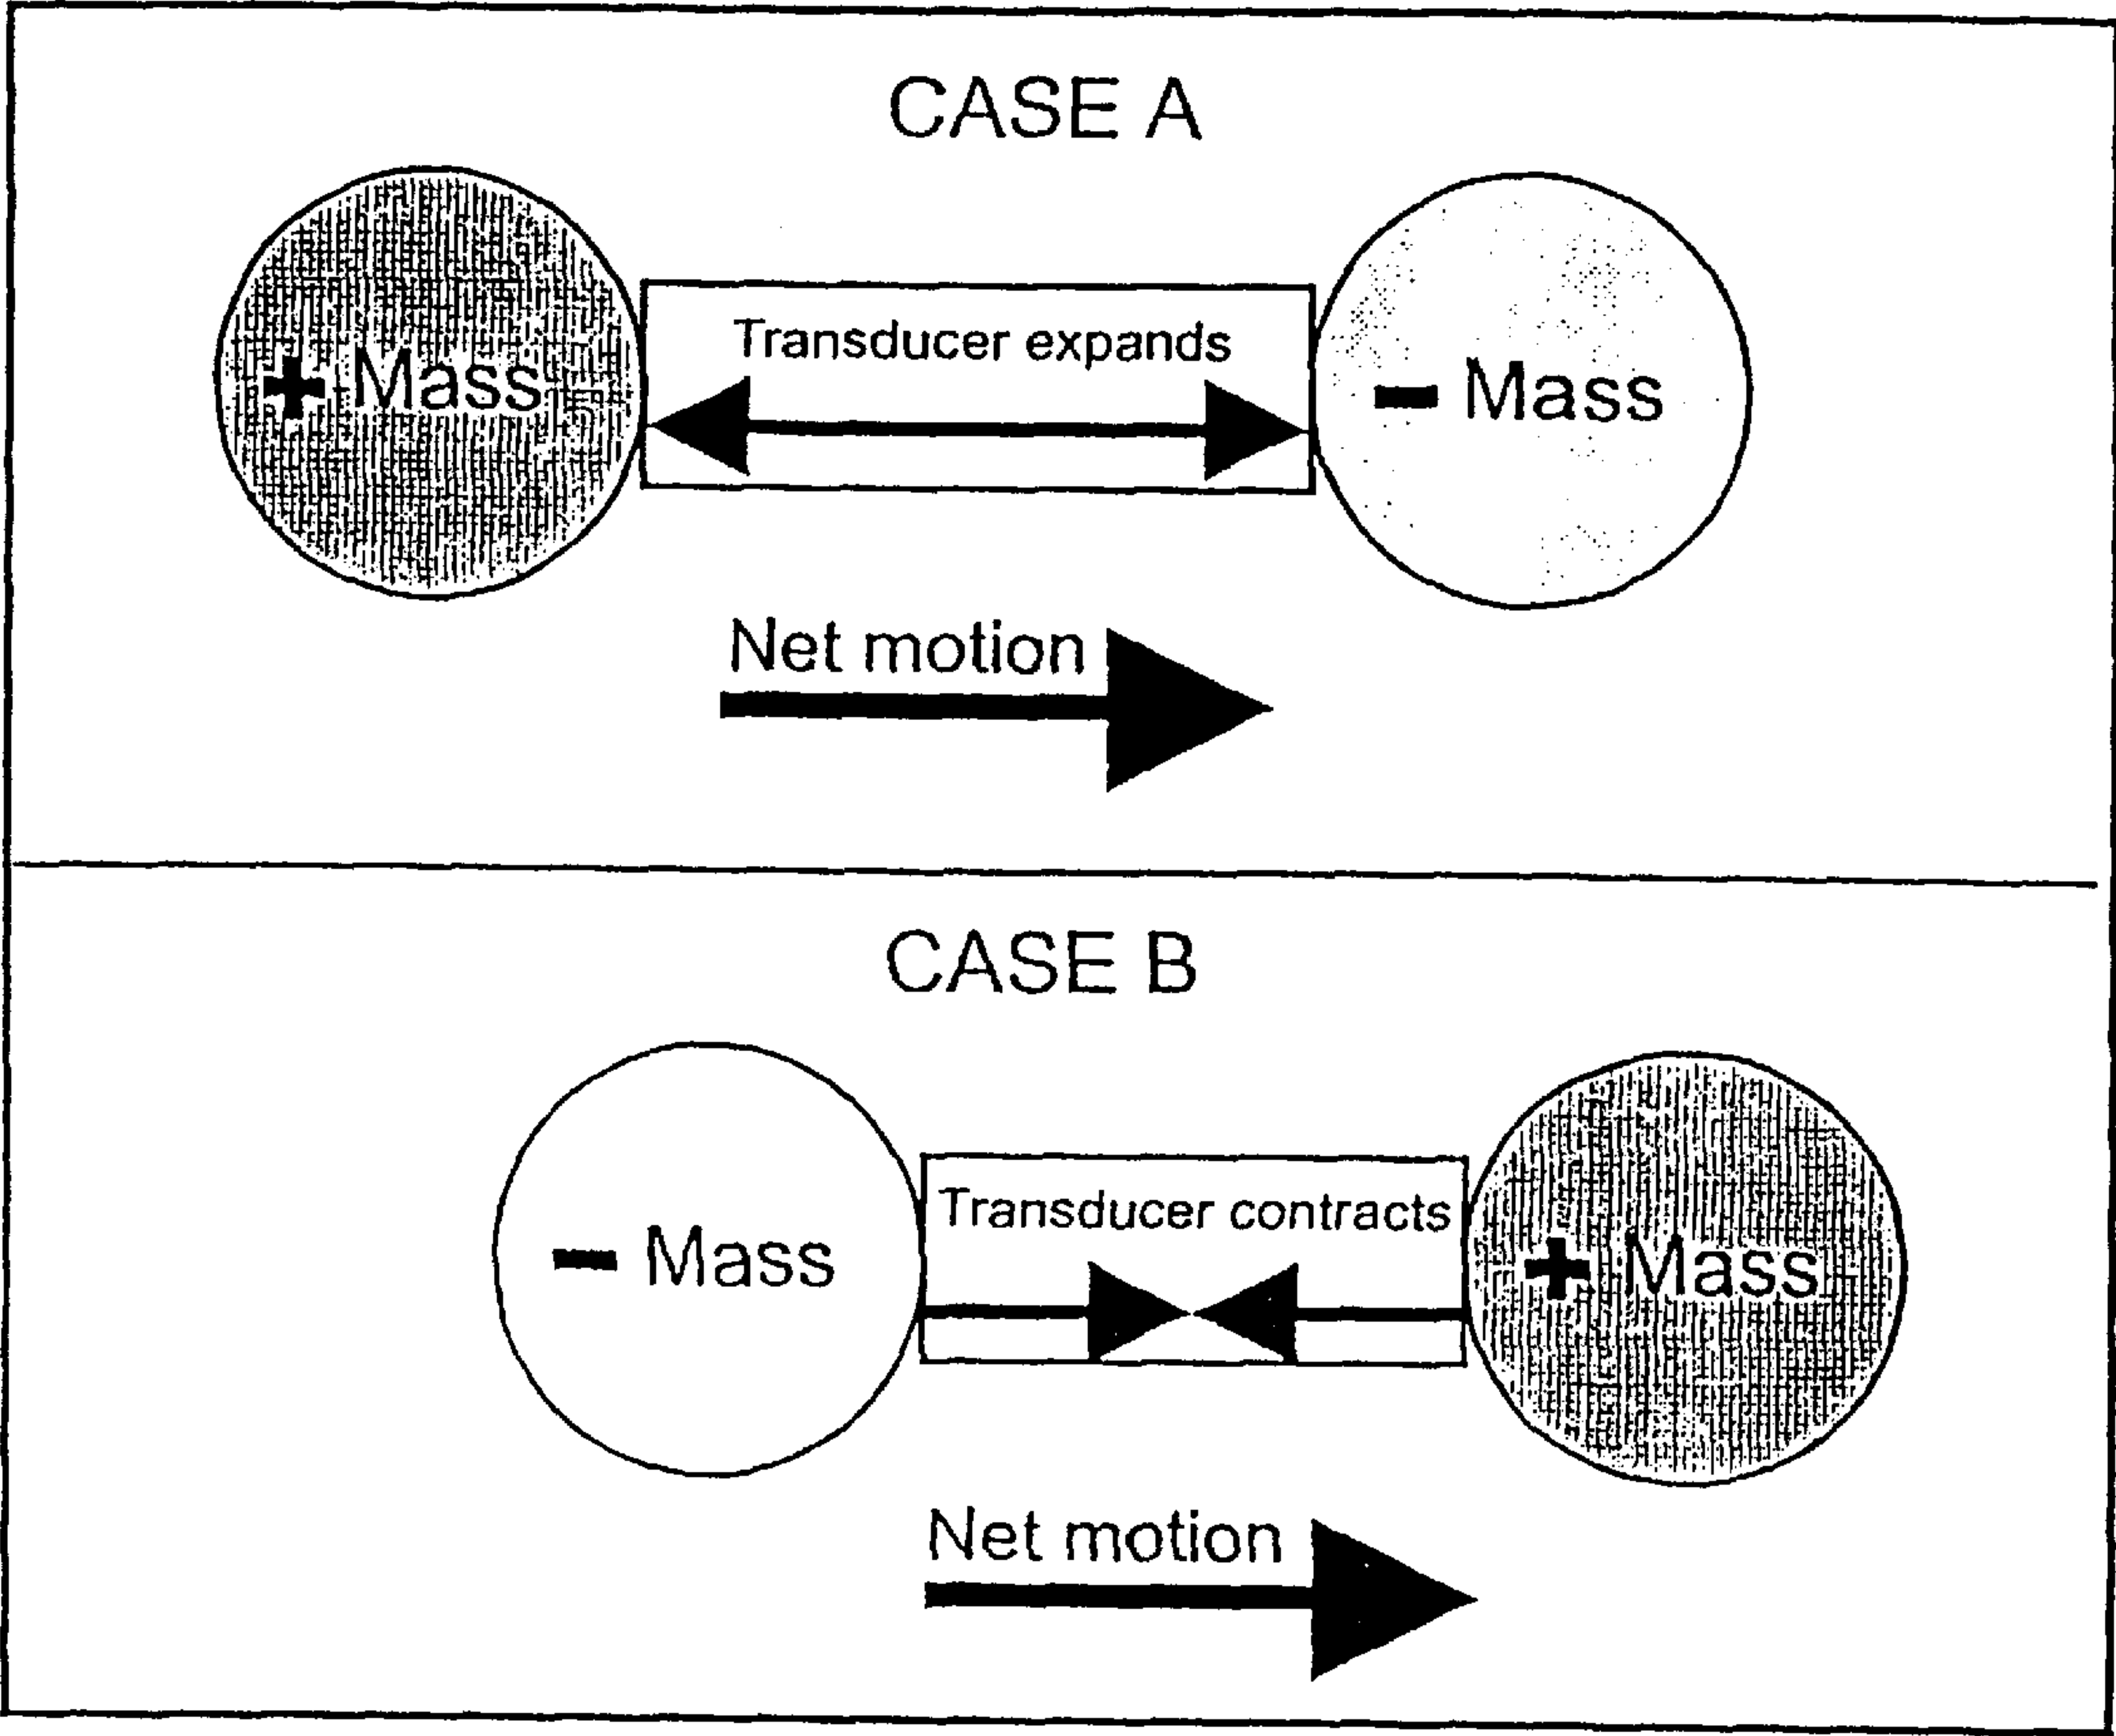 CASE A
+ Mass
Transducer expands
- Mass
Net motion
CASE B
- Mass
Transducer contracts
+ Mass
Net motion